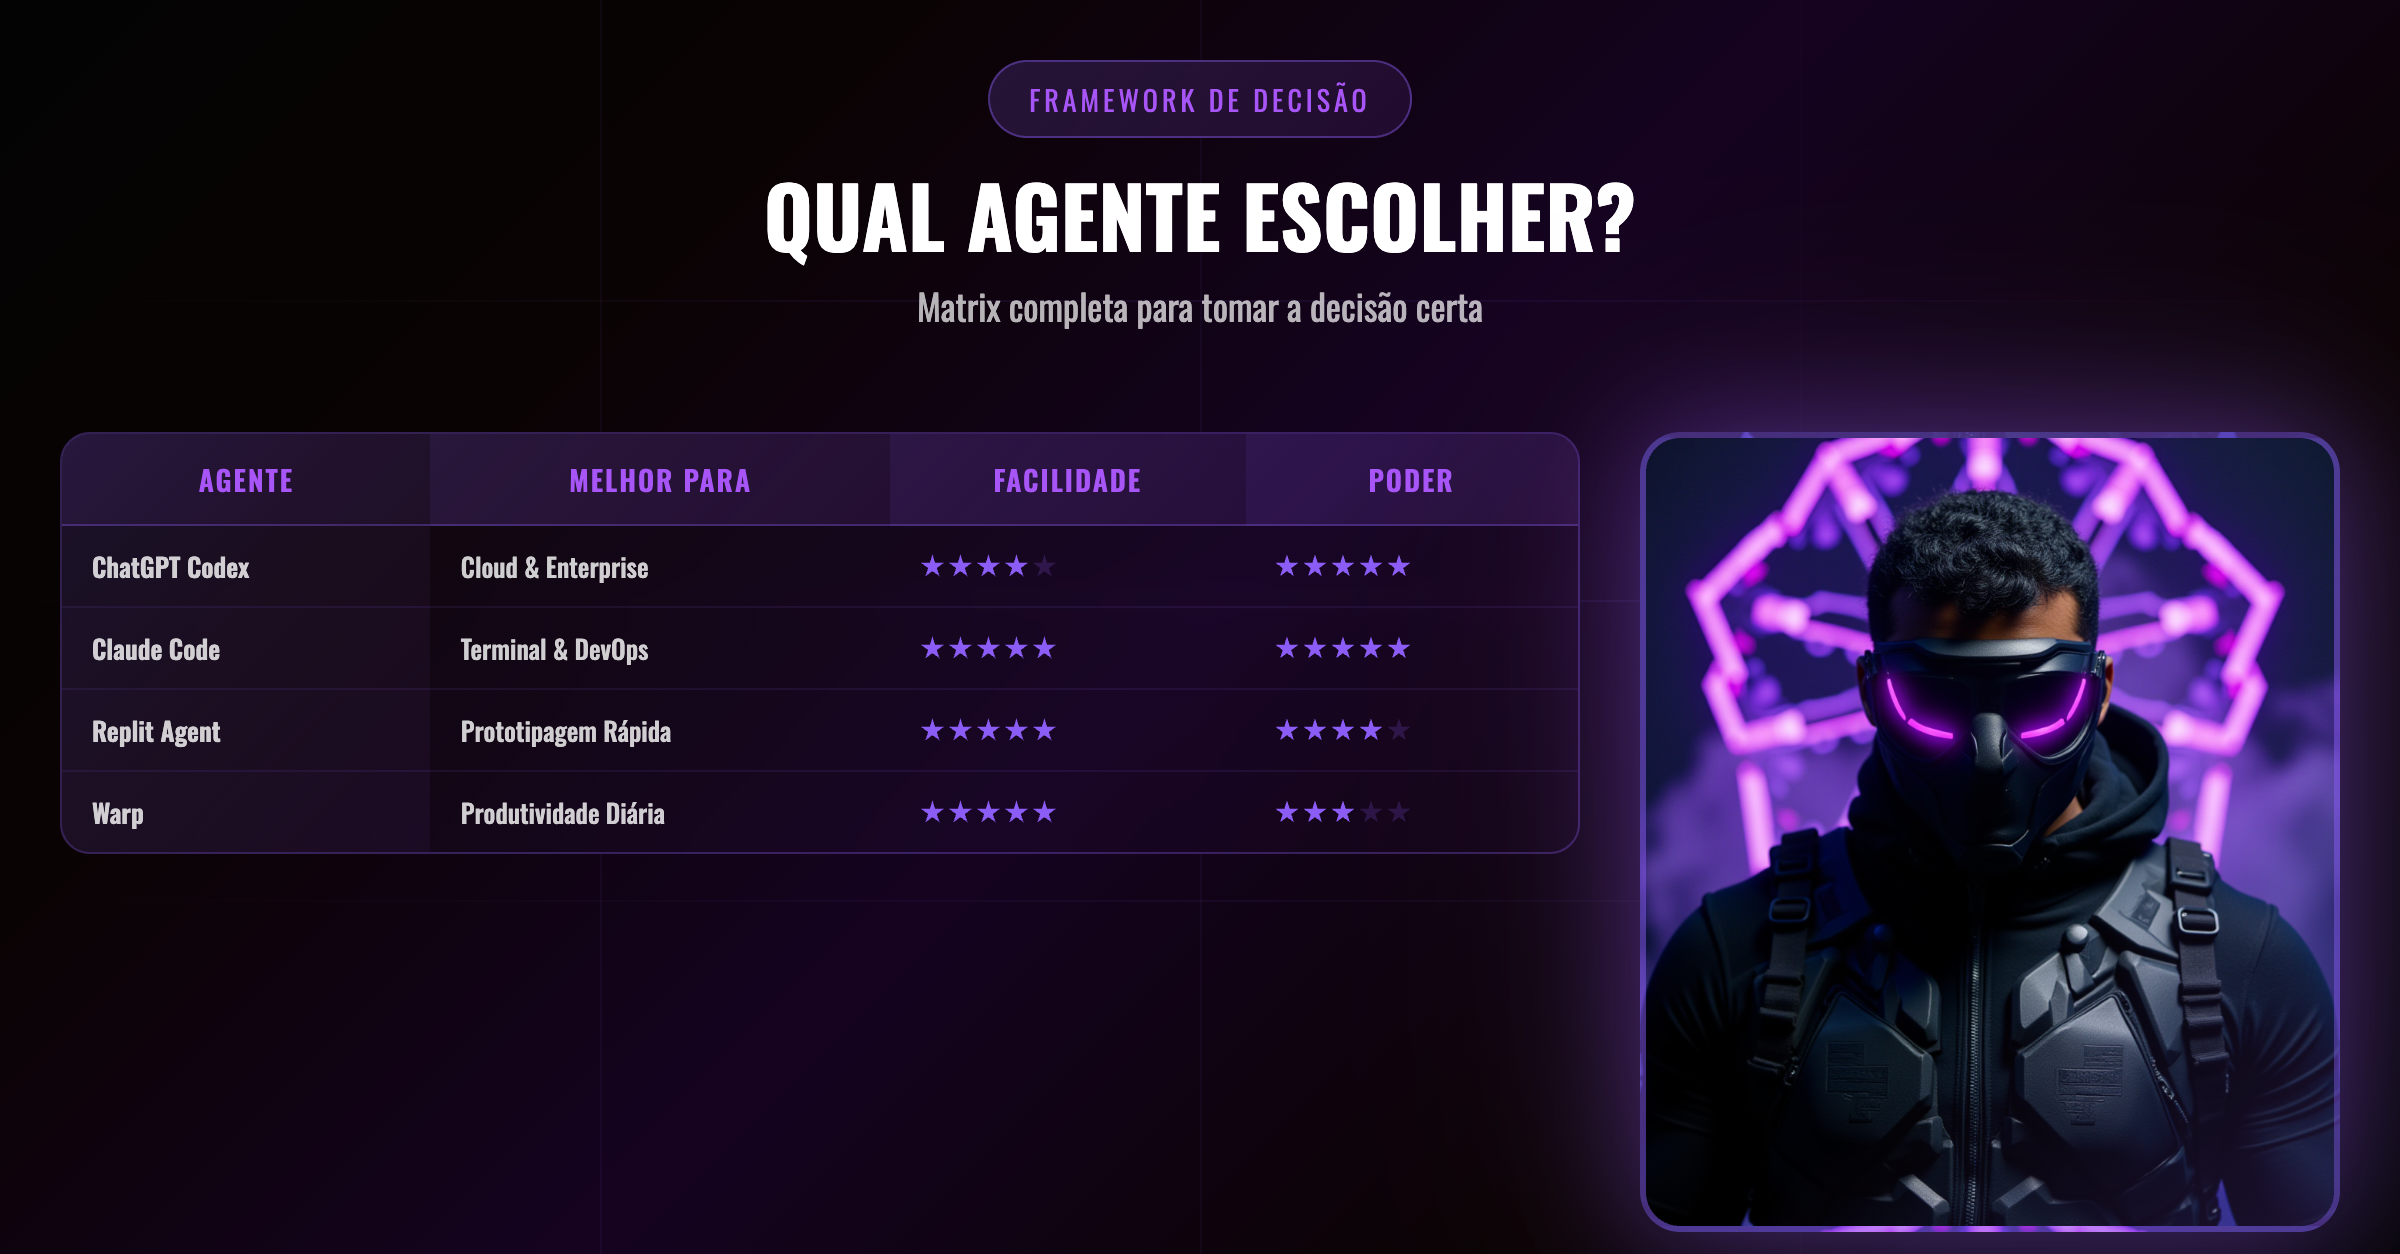 FRAMEWORK DE DECISÃO
QUAL AGENTE ESCOLHER?
Matrix completa para tomar a decisão certa
AGENTE MELHOR PARA FACILIDADE PODER
ChatGPT Codex Cloud & Enterprise ★★★★★ ★★★★★
Claude Code Terminal & DevOps ★★★★★ ★★★★★
Replit Agent Prototipagem Rápida ★★★★★ ★★★★★
Warp Produtividade Diária ★★★★★ ★★★★★